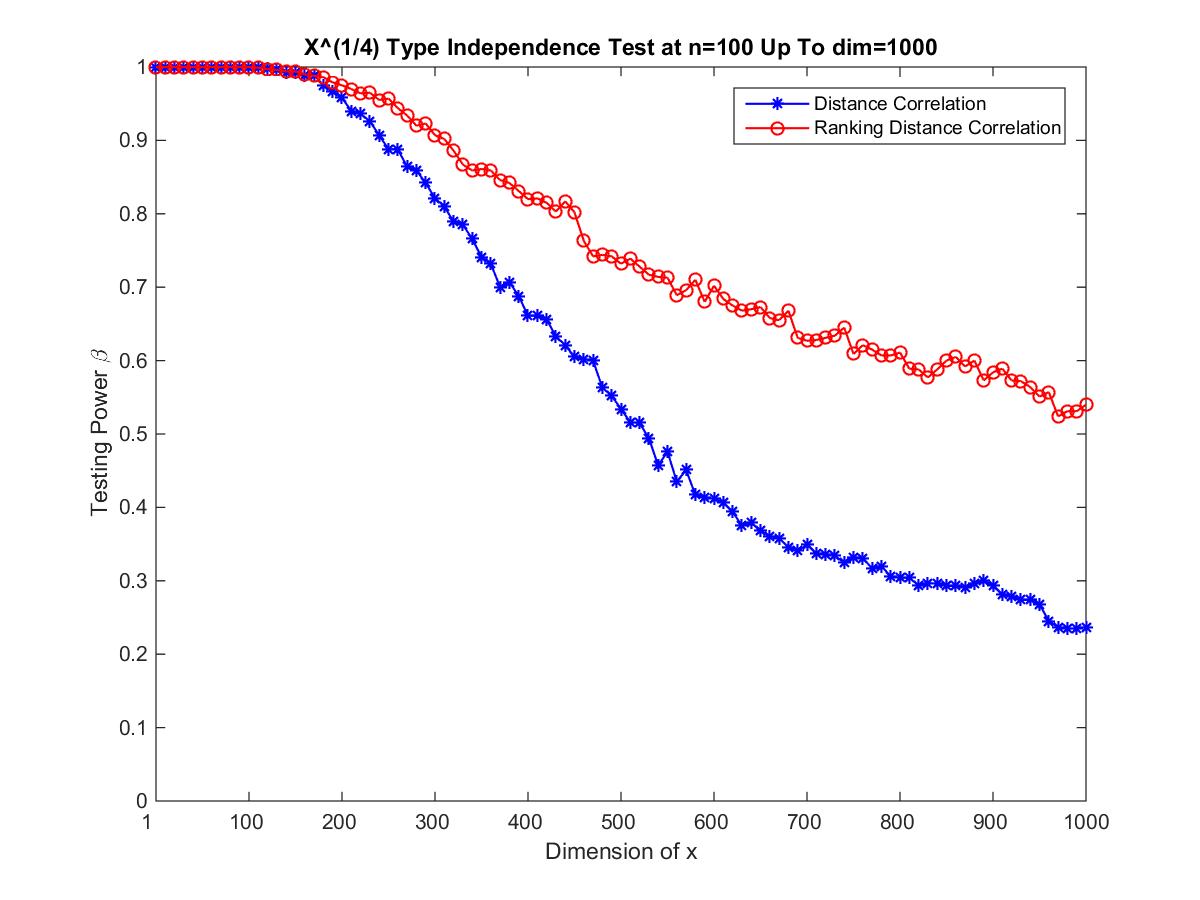 X^(1/4) Type Independence Test at n=100 Up To dim=1000
Distance Correlation
Ranking Distance Correlation
1
0.9
0.8
0.7
0.6
0.5
0.4
0.3
0.2
0.1
0
Testing Power β
1 100 200 300 400 500 600 700 800 900 1000
Dimension of x